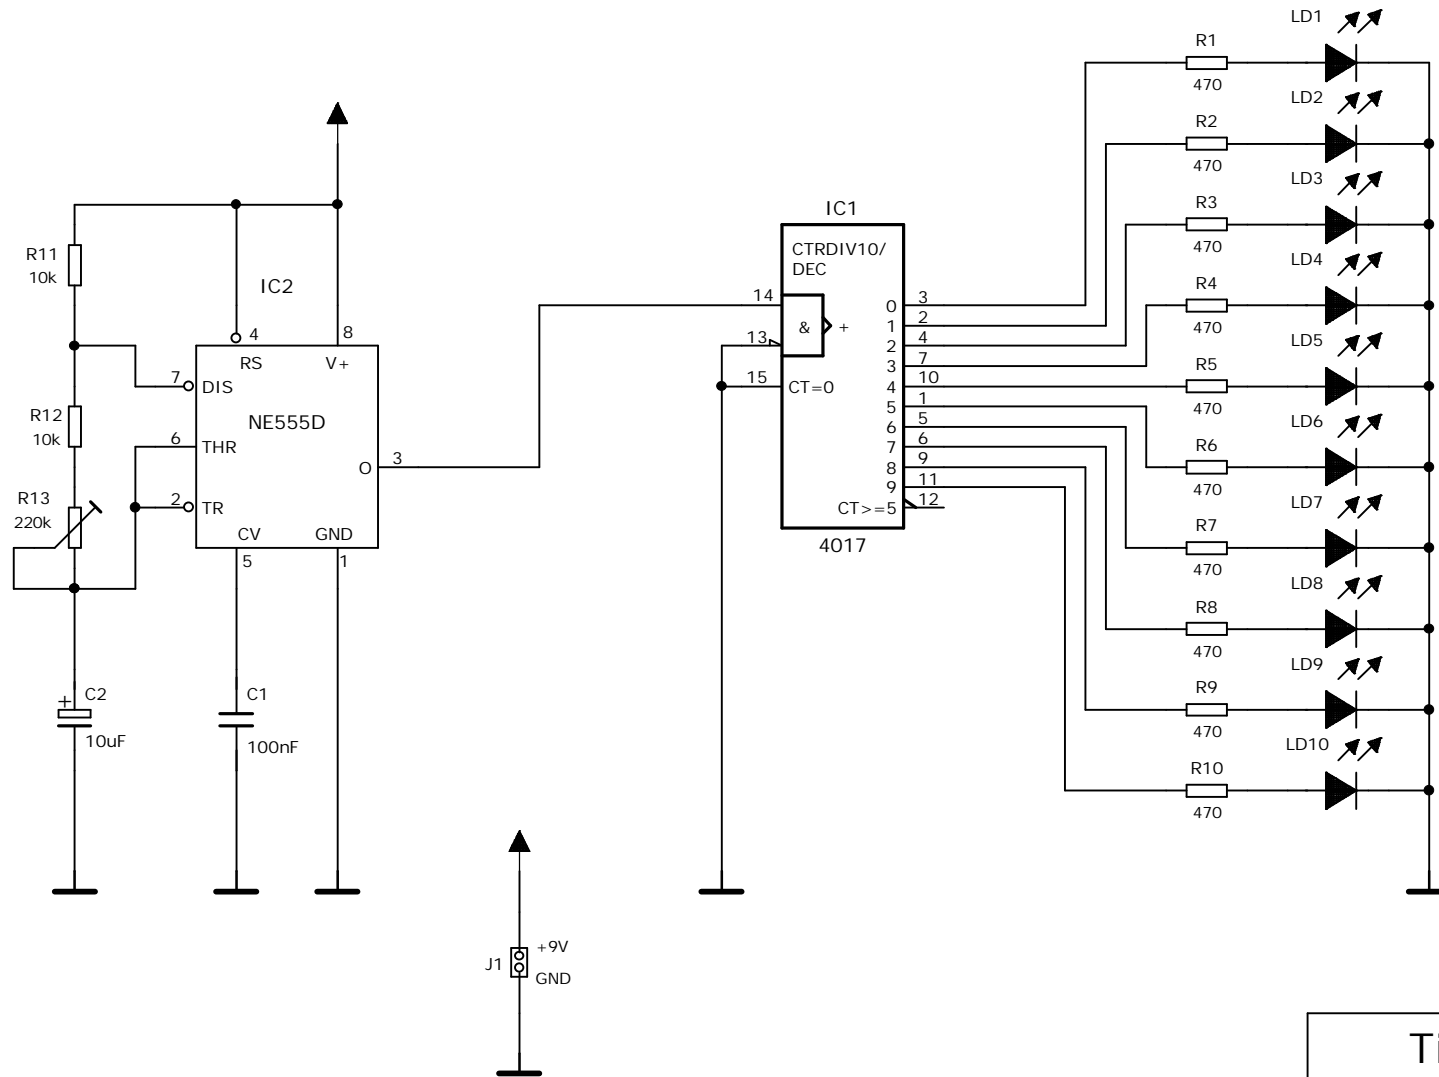 LD1
R1
470
LD2
R2
470
LD3
R3
470
LD4
R4
470
LD5
R5
470
LD6
R6
470
LD7
R7
470
LD8
R8
470
LD9
R9
470
LD10
R10
470
R11
10k
IC2
4
8
RS
V+
7
DIS
R12
10k
NE555D
6
THR
O
3
R13
220k
2
TR
CV
GND
5
1
C2
+
10uF
C1
100nF
IC1
CTRDIV10/
DEC
14
&
+
13
15
CT=0
0 3
1 2
2 4
3 7
4 10
5 1
6 5
7 6
8 9
9 11
CT>=5 12
4017
J1
+9V
GND
Ti